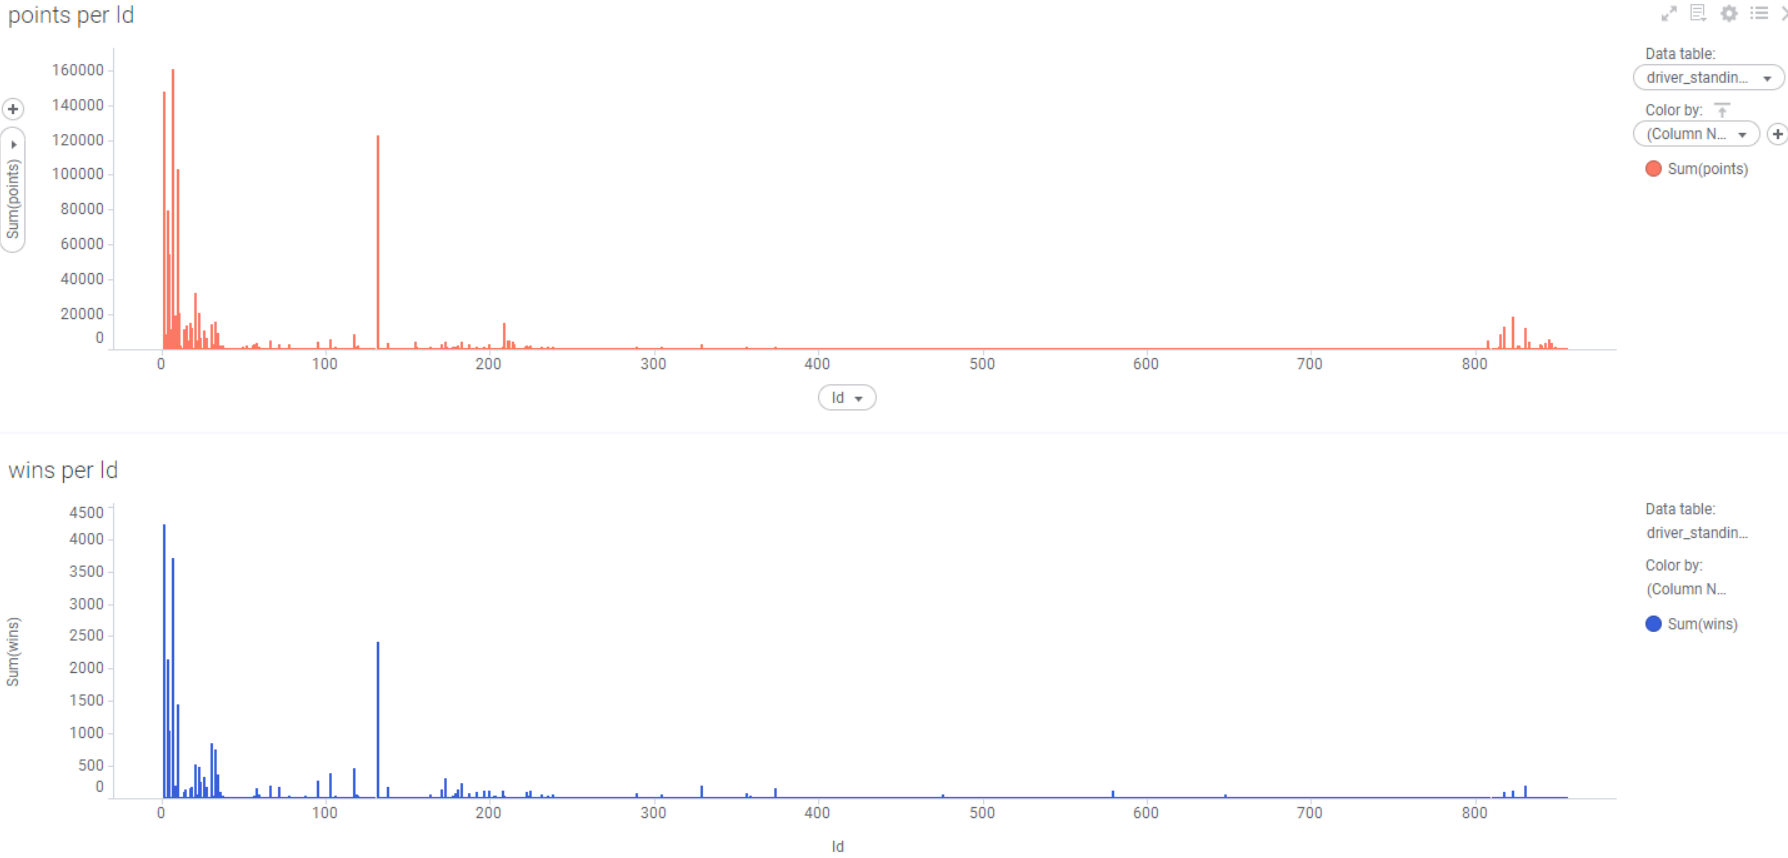 points per Id
Data table:
driver_standin...
Color by:
(Column N...
Sum(points)
Sum(points)
160000
140000
120000
100000
80000
60000
40000
20000
0
0 100 200 300 400 500 600 700 800
Id
wins per Id
Data table:
driver_standin...
Color by:
(Column N...
Sum(wins)
Sum(wins)
4500
4000
3500
3000
2500
2000
1500
1000
500
0
0 100 200 300 400 500 600 700 800
Id